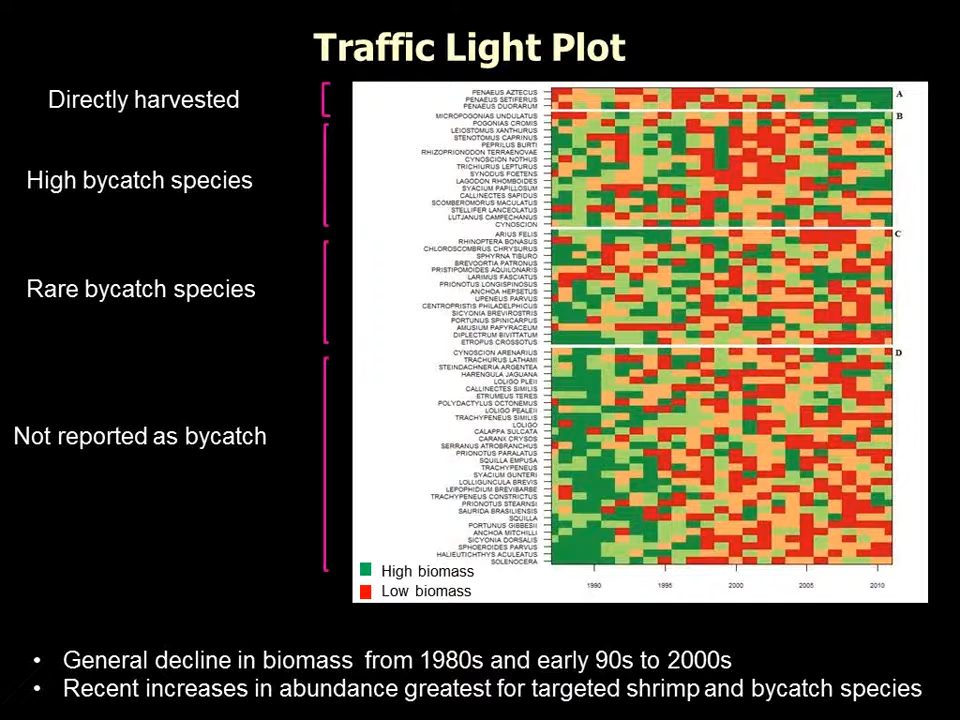 Traffic Light Plot
Directly harvested
High bycatch species
Rare bycatch species
Not reported as bycatch
PENAEUS AZTECUS
PENAEUS SETIFERUS
PENAEUS DUORARUM
A
MICROPOGONIAS UNDULATUS
B
POGONIAS CROMIS
LEIOSTOMUS XANTHURUS
STENOTOMUS CAPRINUS
PEPRILUS BURTI
RHIZOPRIONODON TERRAENOVAE
CYNOSCION NOTHUS
TRICHIURUS LEPTURUS
SYNODUS FOETENS
LAGODON RHOMBOIDES
SYACIUM PAPILLOSUM
CALLINECTES SAPIDUS
SCOMBEROMORUS MACULATUS
STELLIFER LANCEOLATUS
LUTJANUS CAMPECHANUS
CYNOSCION
ARIUS FELIS
C
RHINOPTERA BONASUS
CHLOROSCOMBRUS CHRYSURUS
SPHYRNA TIBURO
BREVOORTIA PATRONUS
PRISTIPOMOIDES AQUILONARIS
LARIMUS FASCIATUS
PRIONOTUS LONGISPINOSUS
ANCHOA HEPSETUS
UPENEUS PARVUS
CENTROPRISTIS PHILADELPHICUS
SICYONIA BREVIROSTRIS
PORTUNUS SPINICARPUS
AMUSIUM PAPYRACEUM
DIPLECTRUM BIVITTATUM
ETROPUS CROSSOTUS
CYNOSCION ARENARIUS
D
TRACHURUS LATHAMI
STEINDACHNERIA ARGENTEA
HARENGULA JAGUANA
LOLIGO PLEII
CALLINECTES SIMILIS
ETRUMEUS TERES
POLYDACTYLUS OCTONEMUS
LOLIGO PEALEII
TRACHYPENEUS SIMILIS
LOLIGO
CALAPPA SULCATA
CARANX CRYSOS
SERRANUS ATROBRANCHUS
PRIONOTUS PARALATUS
SQUILLA EMPUSA
TRACHYPENEUS
SYACIUM GUNTERI
LOLLIGUNCULA BREVIS
LEPOPHIDIUM BREVIBARBE
TRACHYPENEUS CONSTRICTUS
PRIONOTUS STEARNSI
SAURIDA BRASILIENSIS
SQUILLA
PORTUNUS GIBBESII
ANCHOA MITCHILLI
SICYONIA DORSALIS
SPHOEROIDES PARVUS
HALIEUTICHTHYS ACULEATUS
SOLENOCERA
High biomass
Low biomass
1990 1995 2000 2005 2010
• General decline in biomass from 1980s and early 90s to 2000s
• Recent increases in abundance greatest for targeted shrimp and bycatch species